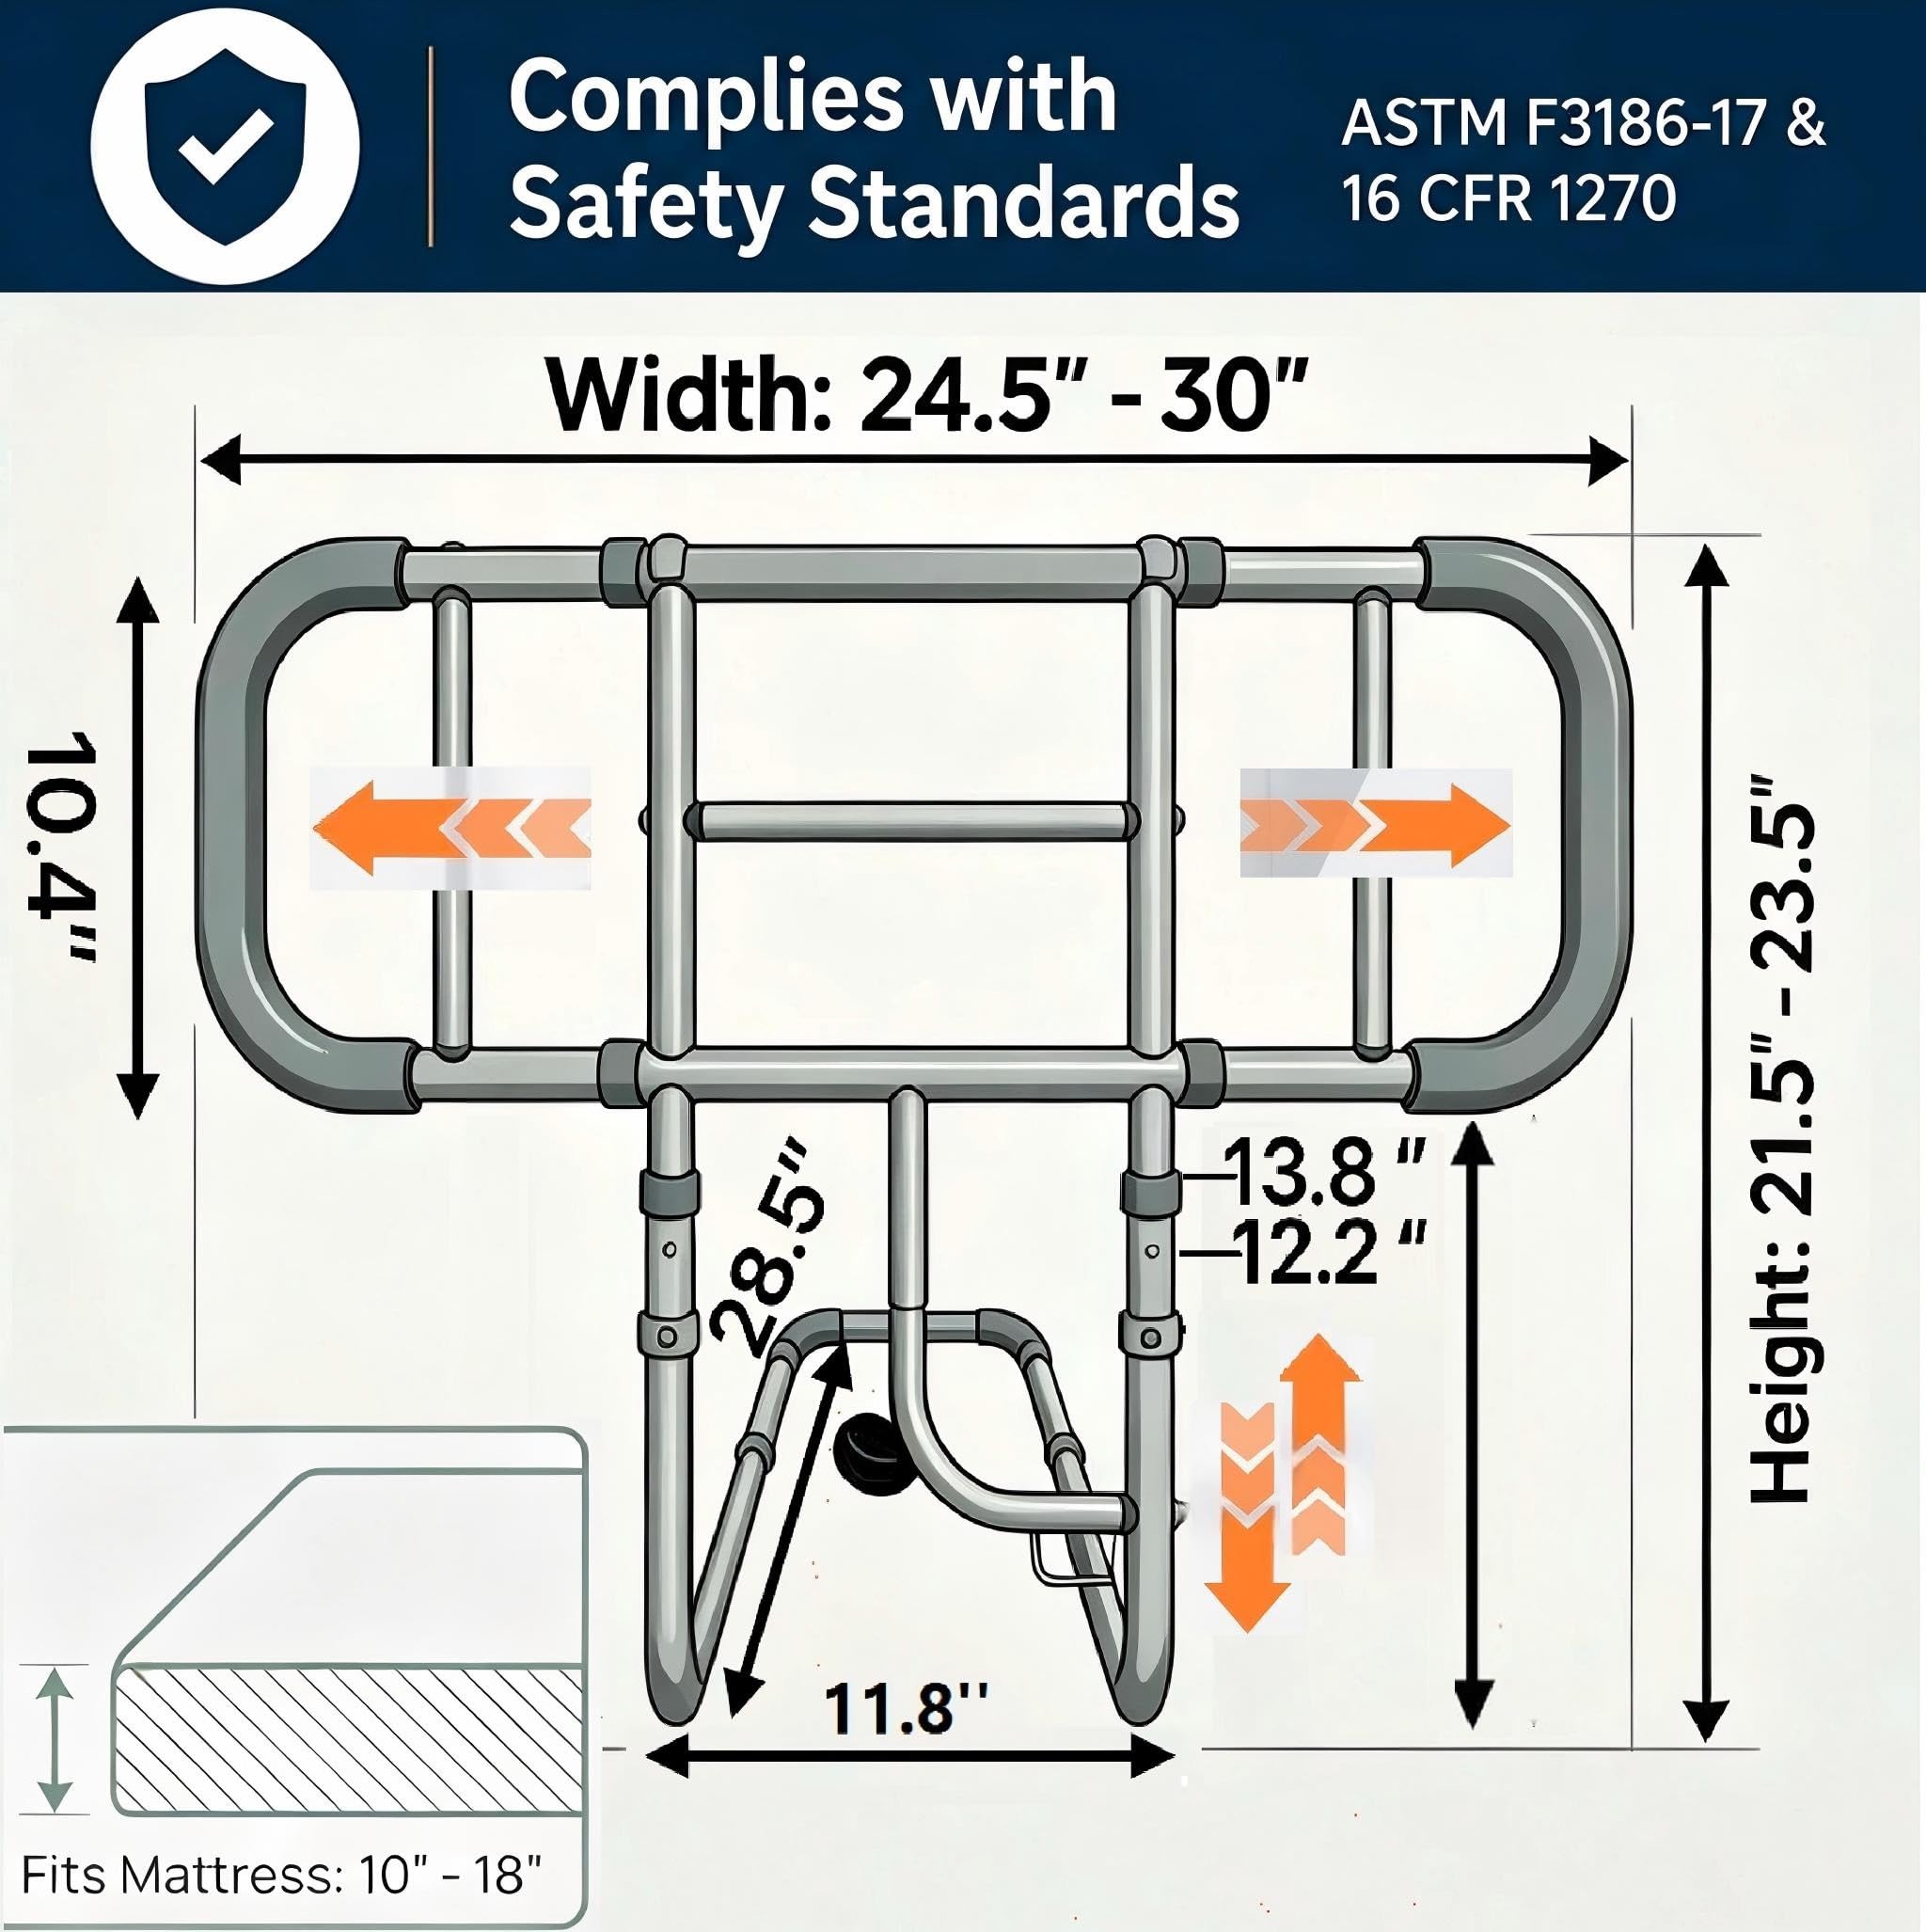 Complies with
Safety Standards
ASTM F3186-17 &
16 CFR 1270
Width: 24.5" - 30"
10.4"
Height: 21.5" - 23.5"
28.5"
13.8 "
12.2 "
11.8''
Fits Mattress: 10" - 18"